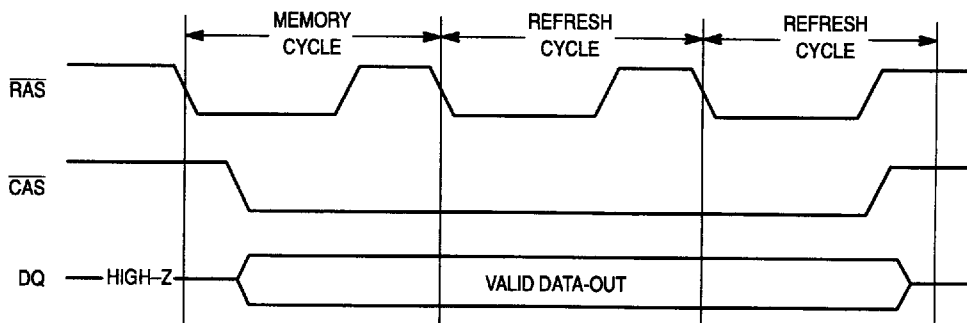 MEMORY
CYCLE
REFRESH
CYCLE
REFRESH
CYCLE
RAS
CAS
DQ
HIGH–Z
VALID DATA-OUT